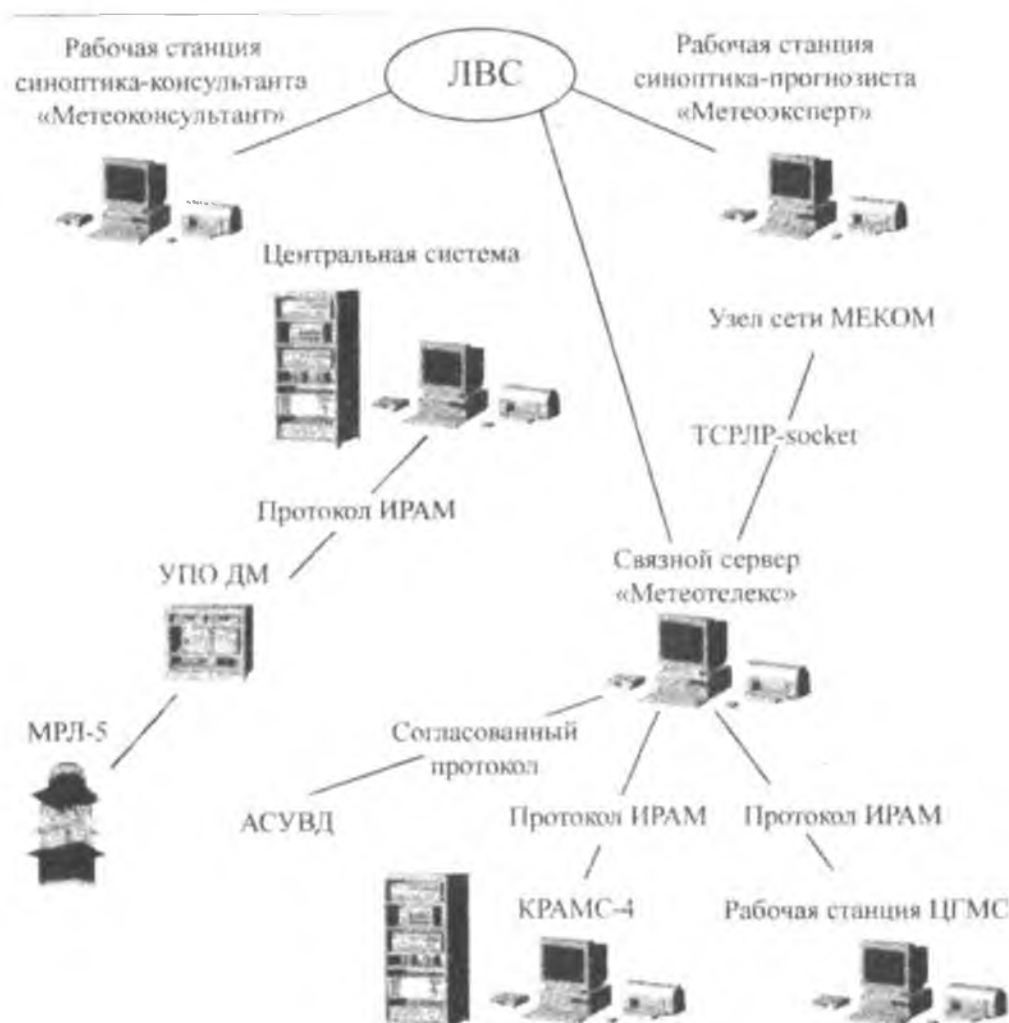 Рабочая станция
синоптика-консультанта
«Метеоконсультант»
ЛВС
Рабочая станция
синоптика-прогнозиста
«Метеоэксперт»
Центральная система
Узел сети МЕКОМ
TCPЛP-socket
Протокол ИРАМ
Связной сервер
«Метеотелекс»
УПО ДМ
МРЛ-5
Согласованный
протокол
АСУВД
Протокол ИРАМ
Протокол ИРАМ
КРАМС-4
Рабочая станция ЦГМС